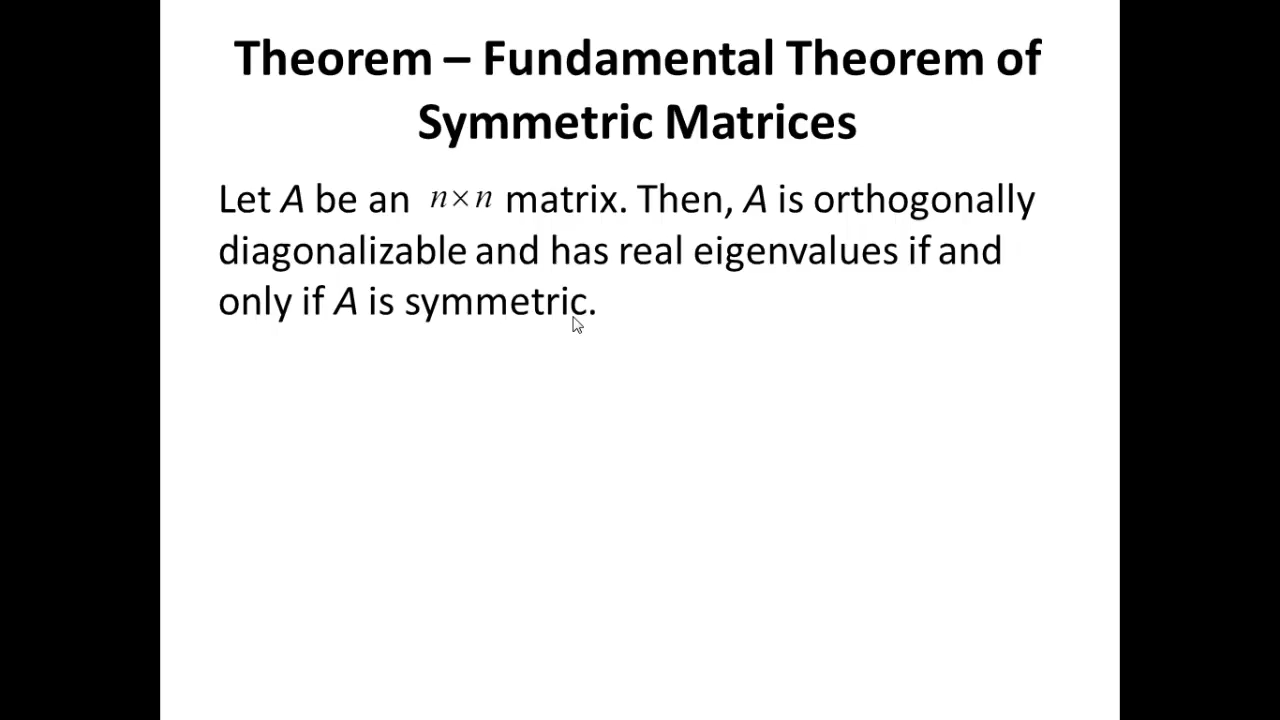 Theorem – Fundamental Theorem of
Symmetric Matrices
Let A be an n×n matrix. Then, A is orthogonally
diagonalizable and has real eigenvalues if and
only if A is symmetric.